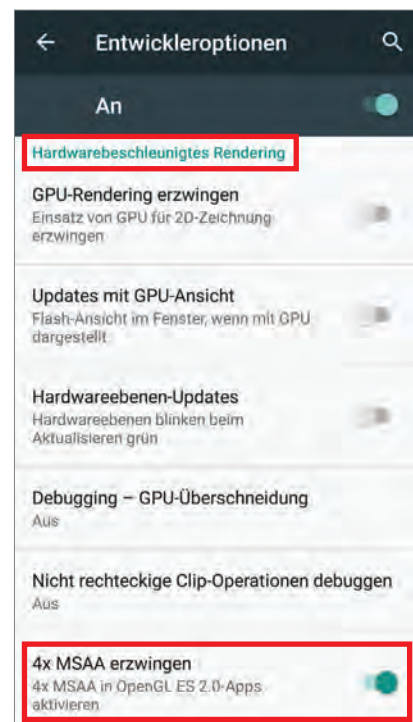 Entwickleroptionen
An
Hardwarebeschleunigtes Rendering
GPU-Rendering erzwingen
Einsatz von GPU für 2D-Zeichnung
erzwingen
Updates mit GPU-Ansicht
Flash-Ansicht im Fenster, wenn mit GPU
dargestellt
Hardwareebenen-Updates
Hardwareebenen blinken beim
Aktualisieren grün
Debugging – GPU-Überschneidung
Aus
Nicht rechteckige Clip-Operationen debuggen
Aus
4x MSAA erzwingen
4x MSAA in OpenGL ES 2.0-Apps
aktivieren